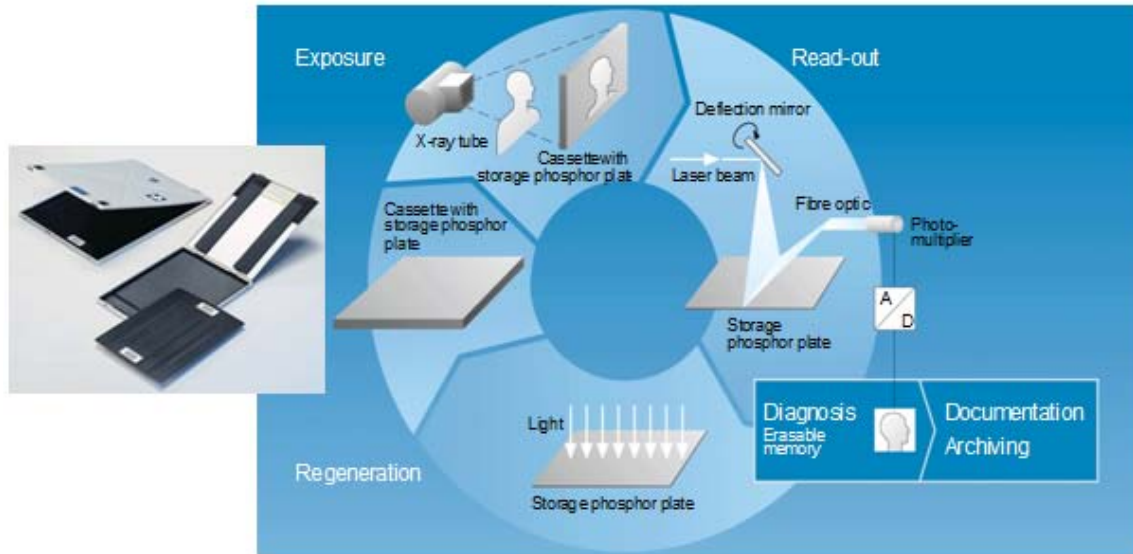 Exposure
X-ray tube
Cassette with
storage phosphor plate
Read-out
Deflection mirror
Laser beam
Fibre optic
Photo-
multiplier
A
D
Storage
phosphor plate
Diagnosis
Erasable
memory
Documentation
Archiving
Light
Storage phosphor plate
Regeneration
Cassette with
storage phosphor
plate